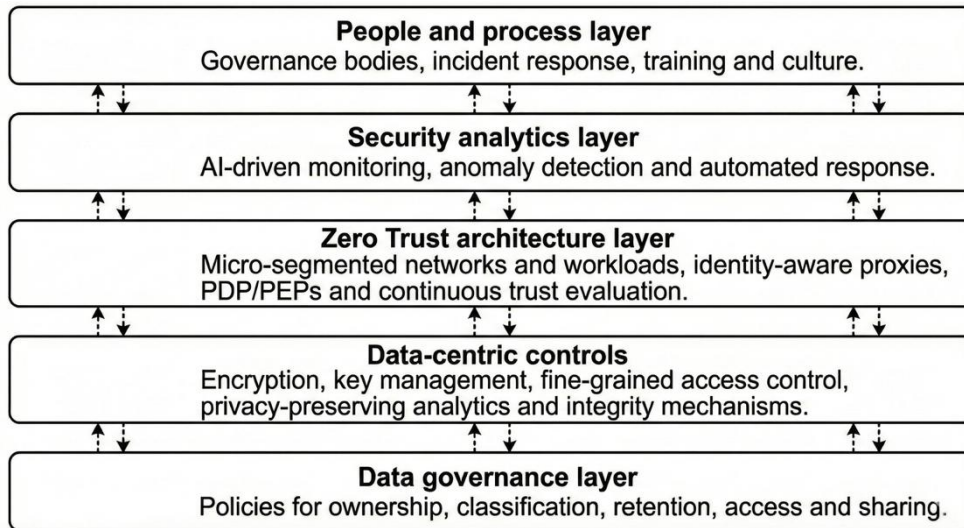 People and process layer
Governance bodies, incident response, training and culture.
Security analytics layer
AI-driven monitoring, anomaly detection and automated response.
Zero Trust architecture layer
Micro-segmented networks and workloads, identity-aware proxies,
PDP/PEPs and continuous trust evaluation.
Data-centric controls
Encryption, key management, fine-grained access control,
privacy-preserving analytics and integrity mechanisms.
Data governance layer
Policies for ownership, classification, retention, access and sharing.